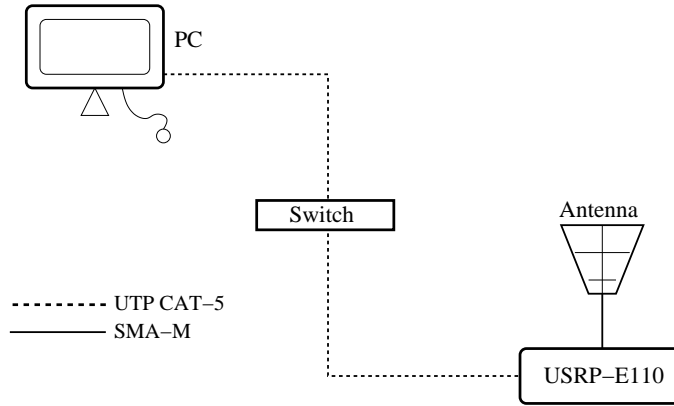 PC
Switch
Antenna
UTP CAT–5
SMA–M
USRP–E110